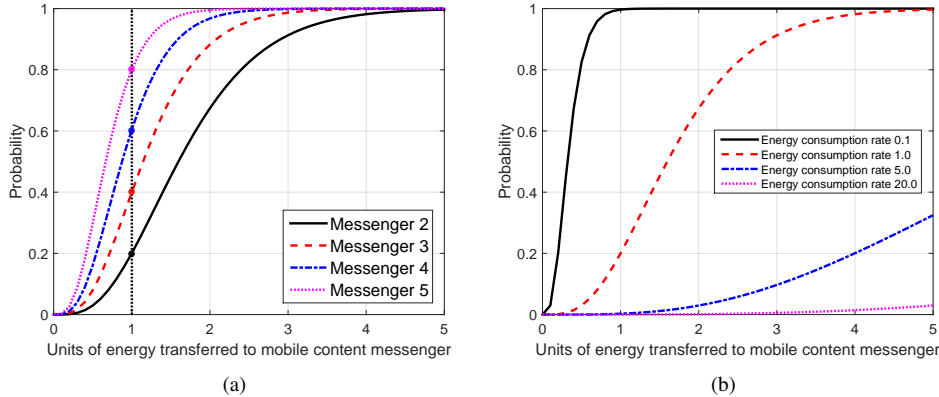 1
0.8
0.6
0.4
0.2
0
Probability
0 1 2 3 4 5
Units of energy transferred to mobile content messenger
Messenger 2
Messenger 3
Messenger 4
Messenger 5
(a)
1
0.8
0.6
0.4
0.2
0
Probability
0 1 2 3 4 5
Units of energy transferred to mobile content messenger
Energy consumption rate 0.1
Energy consumption rate 1.0
Energy consumption rate 5.0
Energy consumption rate 20.0
(b)